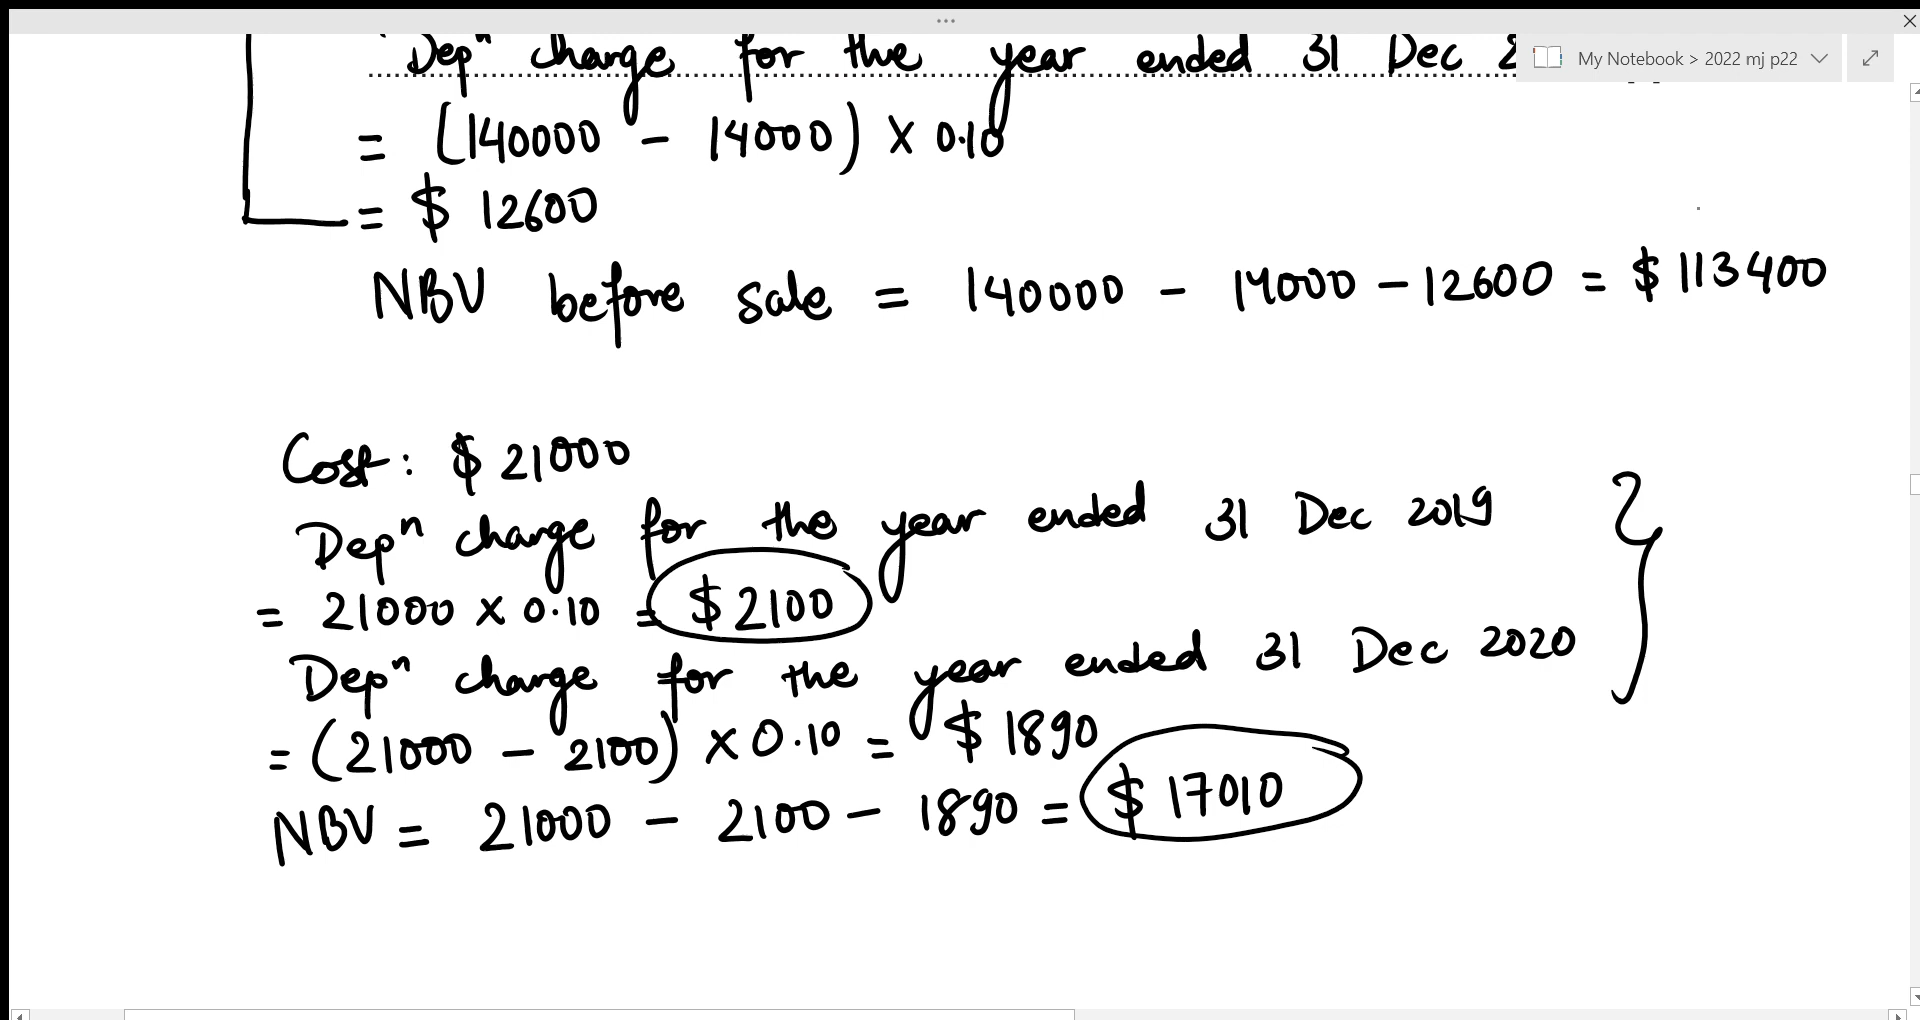 My Notebook > 2022 mj p22
Depⁿ charge for the year ended 31 Dec
= (140000 - 14000) × 0.10
= $ 12600
NBV before sale = 140000 - 14000 - 12600 = $ 113400
Cost: $ 21000
Depⁿ charge for the year ended 31 Dec 2019
= 21000 × 0.10 = $ 2100
Depⁿ charge for the year ended 31 Dec 2020
= (21000 - 2100) × 0.10 = $ 1890
NBV = 21000 - 2100 - 1890 = $ 17010